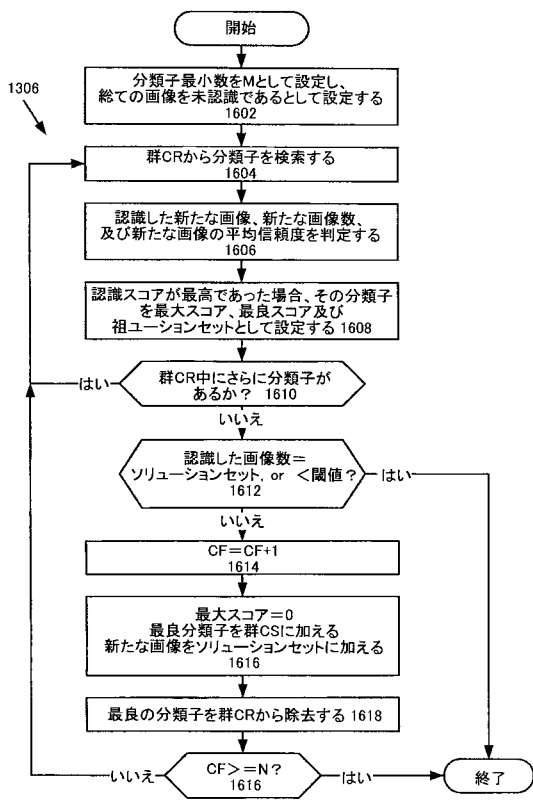 開始
1306
分類子最小数をMとして設定し、
総ての画像を未認識であるとして設定する
1602
群CRから分類子を検索する
1604
認識した新たな画像、新たな画像数、
及び新たな画像の平均信頼度を判定する
1606
認識スコアが最高であった場合、その分類子
を最大スコア、最良スコア及び
祖ューションセットとして設定する 1608
はい
群CR中にさらに分類子が
あるか? 1610
いいえ
認識した画像数=
ソリューションセット, or <閾値?
1612
はい
いいえ
CF=CF+1
1614
最大スコア=0
最良分類子を群CSに加える
新たな画像をソリューションセットに加える
1616
最良の分類子を群CRから除去する 1618
いいえ
CF>=N?
1616
はい
終了